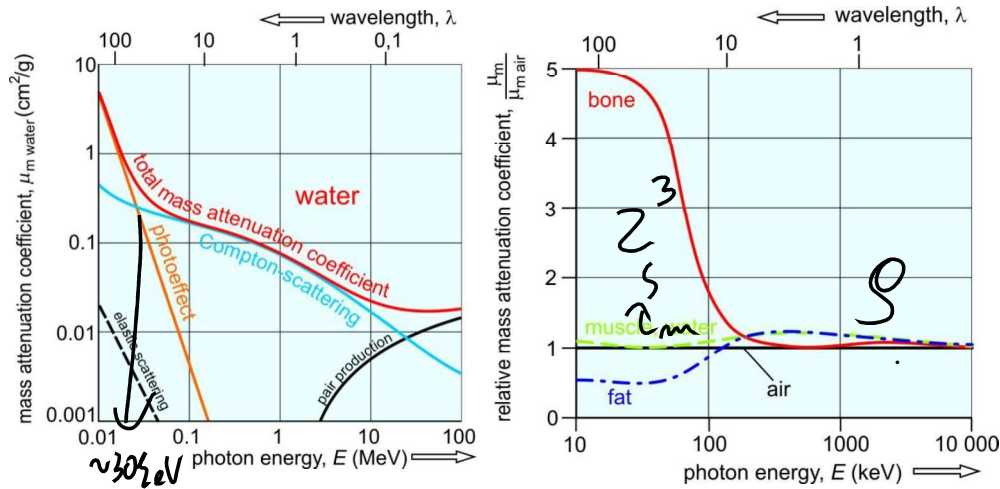 wavelength, λ
100 10 1 0,1
mass attenuation coefficient, μm water (cm²/g)
10
1
0.1
0.01
0.001
water
total mass attenuation coefficient
Compton-scattering
photoeffect
elastic scattering
pair production
0.01 0.1 1 10 100
photon energy, E (MeV)
~30keV
wavelength, λ
100 10 1
relative mass attenuation coefficient, μm / μm air
5
4
3
2
1
0
bone
muscle, water
fat
air
10 100 1000 10 000
photon energy, E (keV)